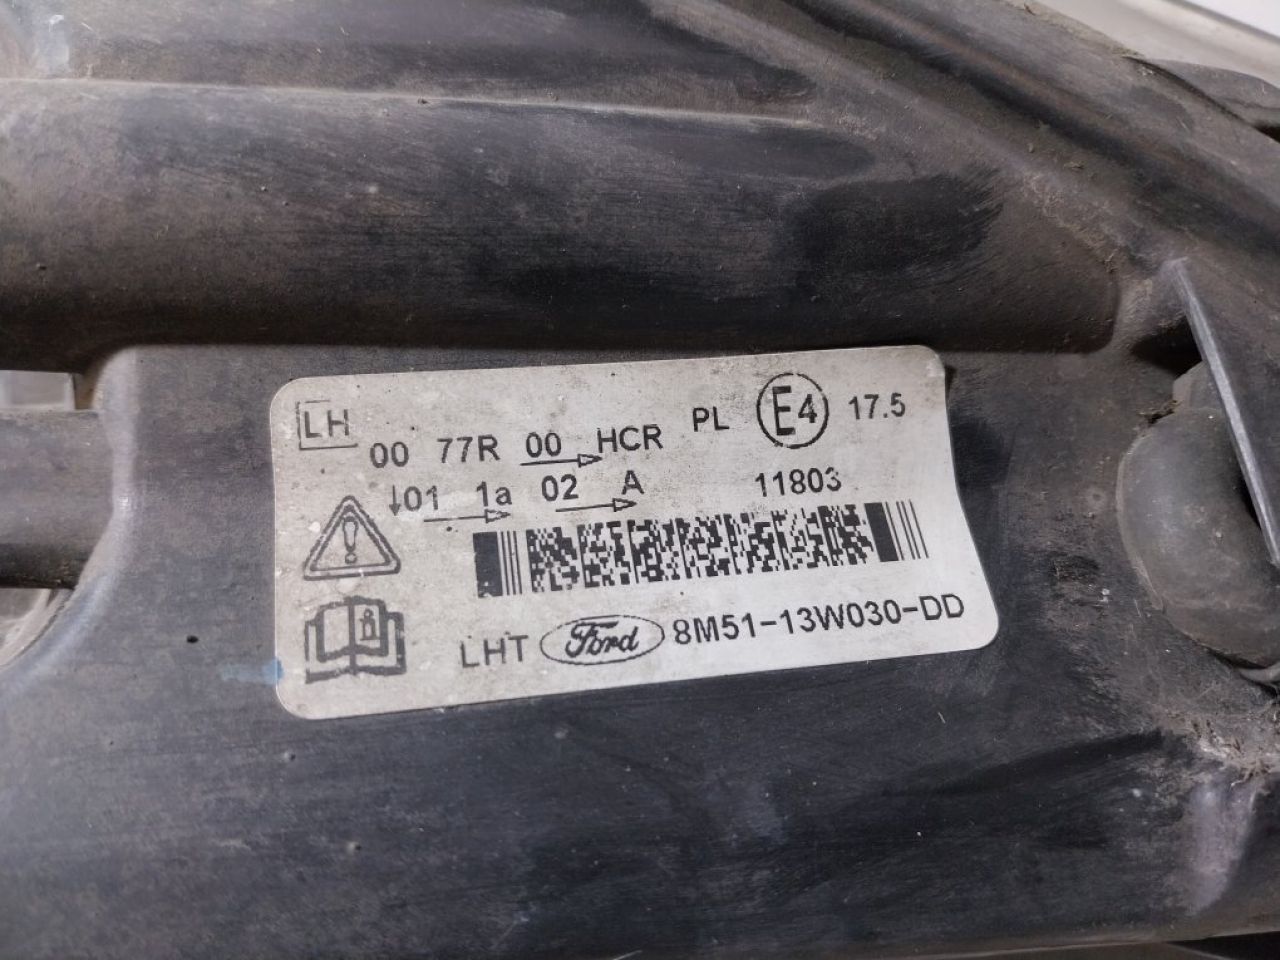 LH
00 77R 00 HCR PL E4 17.5
↓01 1a 02 A 11803
LHT Ford 8M51-13W030-DD